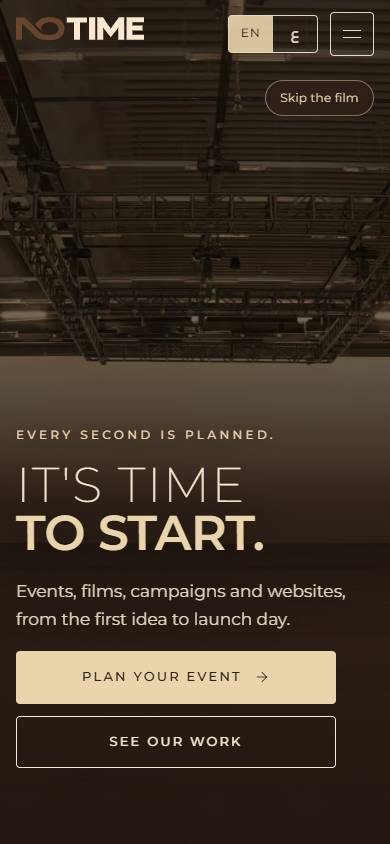 NOTIME
EN
ع
Skip the film
EVERY SECOND IS PLANNED.
IT'S TIME
TO START.
Events, films, campaigns and websites,
from the first idea to launch day.
PLAN YOUR EVENT →
SEE OUR WORK